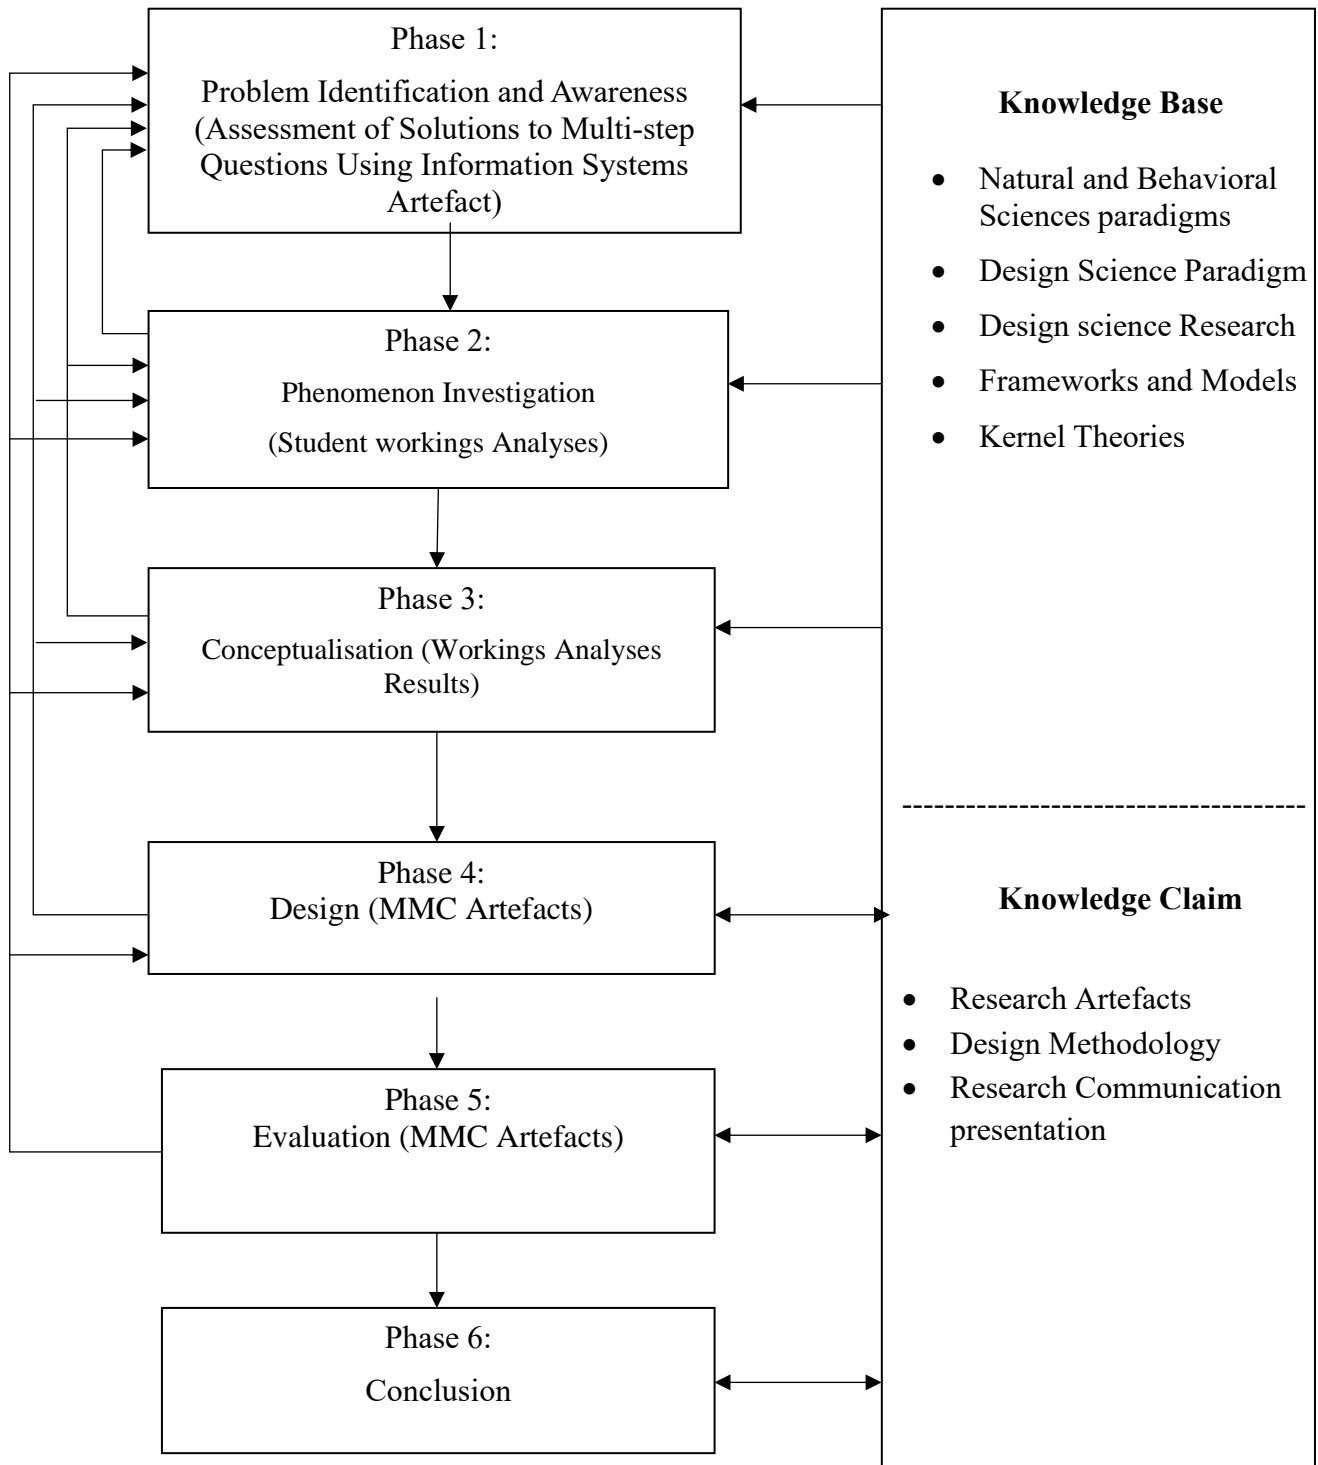 Phase 1:
Problem Identification and Awareness
(Assessment of Solutions to Multi-step
Questions Using Information Systems
Artefact)
Phase 2:
Phenomenon Investigation
(Student workings Analyses)
Phase 3:
Conceptualisation (Workings Analyses
Results)
Phase 4:
Design (MMC Artefacts)
Phase 5:
Evaluation (MMC Artefacts)
Phase 6:
Conclusion
Knowledge Base
• Natural and Behavioral
Sciences paradigms
• Design Science Paradigm
• Design science Research
• Frameworks and Models
• Kernel Theories
Knowledge Claim
• Research Artefacts
• Design Methodology
• Research Communication
presentation